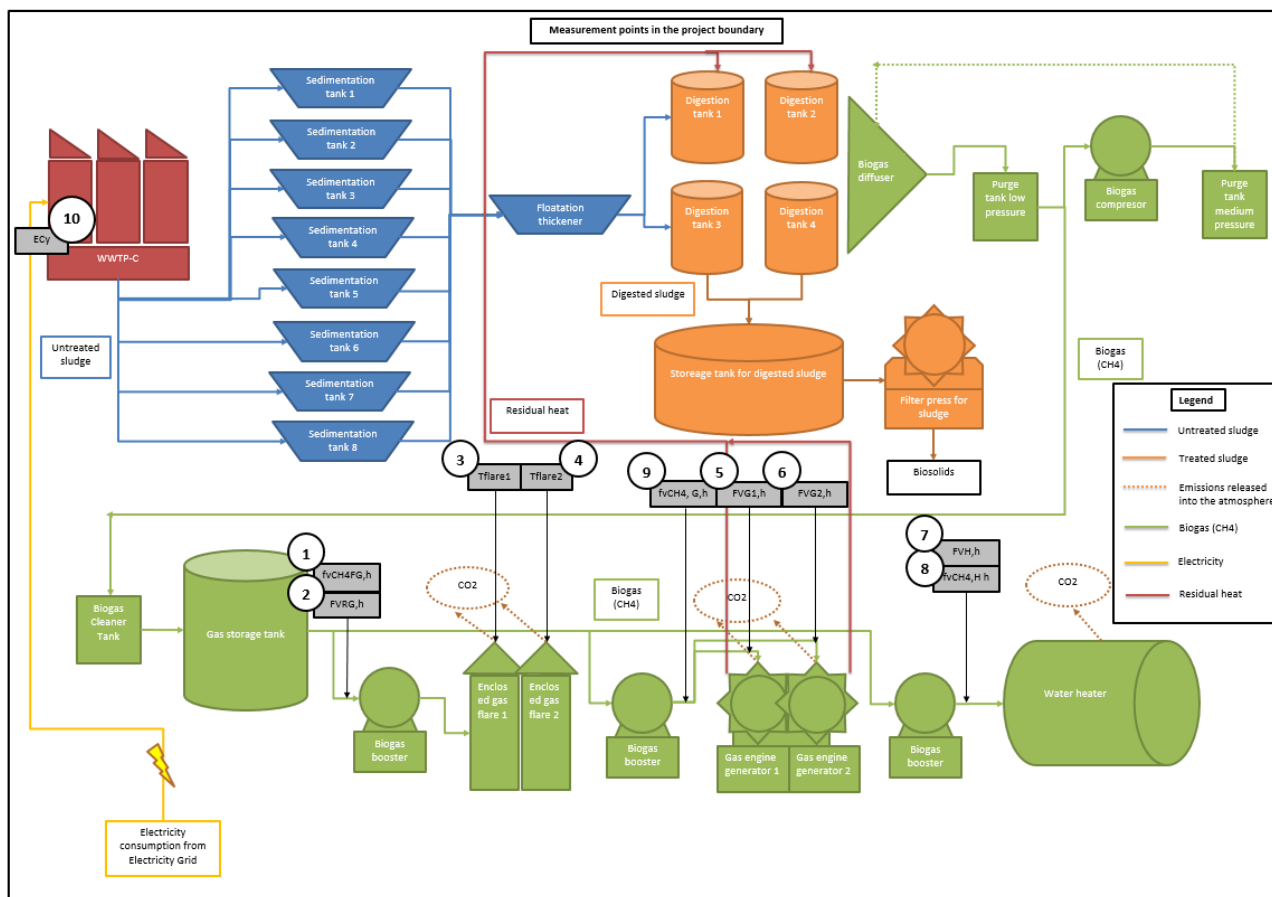 Measurement points in the project boundary
Sedimentation
tank 1
Sedimentation
tank 2
Sedimentation
tank 3
Sedimentation
tank 4
Sedimentation
tank 5
Sedimentation
tank 6
Sedimentation
tank 7
Sedimentation
tank 8
10
ECy
WWTP-C
Untreated
sludge
Floatation
thickener
Digestion
tank 1
Digestion
tank 2
Digestion
tank 3
Digestion
tank 4
Digested sludge
Biogas
diffuser
Purge
tank low
pressure
Biogas
compresor
Purge
tank
medium
pressure
Storeage tank for digested sludge
Filter press for
sludge
Biosolids
Biogas
(CH4)
Residual heat
Legend
Untreated sludge
Treated sludge
Emissions released
into the atmosphere
Biogas (CH4)
Electricity
Residual heat
3
Tflare1
4
Tflare2
9
fvCH4, G,h
5
FVG1,h
6
FVG2,h
7
FVH,h
8
fvCH4,H h
1
fvCH4FG,h
2
FVRG,h
Biogas
Cleaner
Tank
Gas storage tank
Biogas
booster
CO2
Enclos
ed gas
flare 1
Enclos
ed gas
flare 2
Biogas
(CH4)
Biogas
booster
CO2
Gas engine
generator 1
Gas engine
generator 2
Biogas
booster
CO2
Water heater
Electricity
consumption from
Electricity Grid